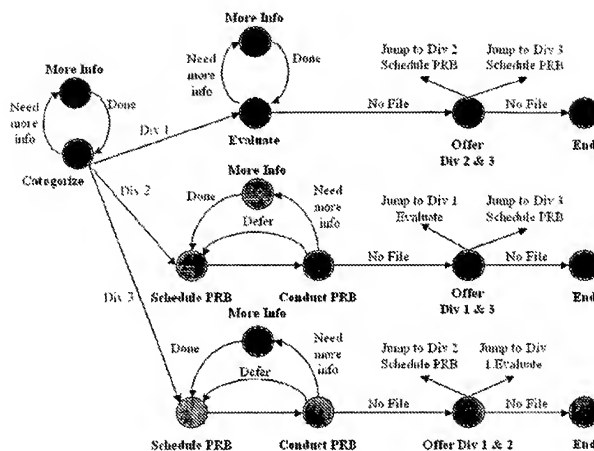 More Info
Need
more
info
Done
Evaluate
No File
Jump to Div 2
Schedule PRB
Jump to Div 3
Schedule PRB
Offer
Div 2 & 3
No File
End
More Info
Need
more
info
Done
Categorize
Div 1
Div 2
Div 3
More Info
Done
Need
more
info
Defer
Schedule PRB
Conduct PRB
No File
Jump to Div 1
Evaluate
Jump to Div 3
Schedule PRB
Offer
Div 1 & 3
No File
End
More Info
Done
Need
more
info
Defer
Schedule PRB
Conduct PRB
No File
Jump to Div 2
Schedule PRB
Jump to Div
1 Evaluate
Offer Div 1 & 2
No File
End